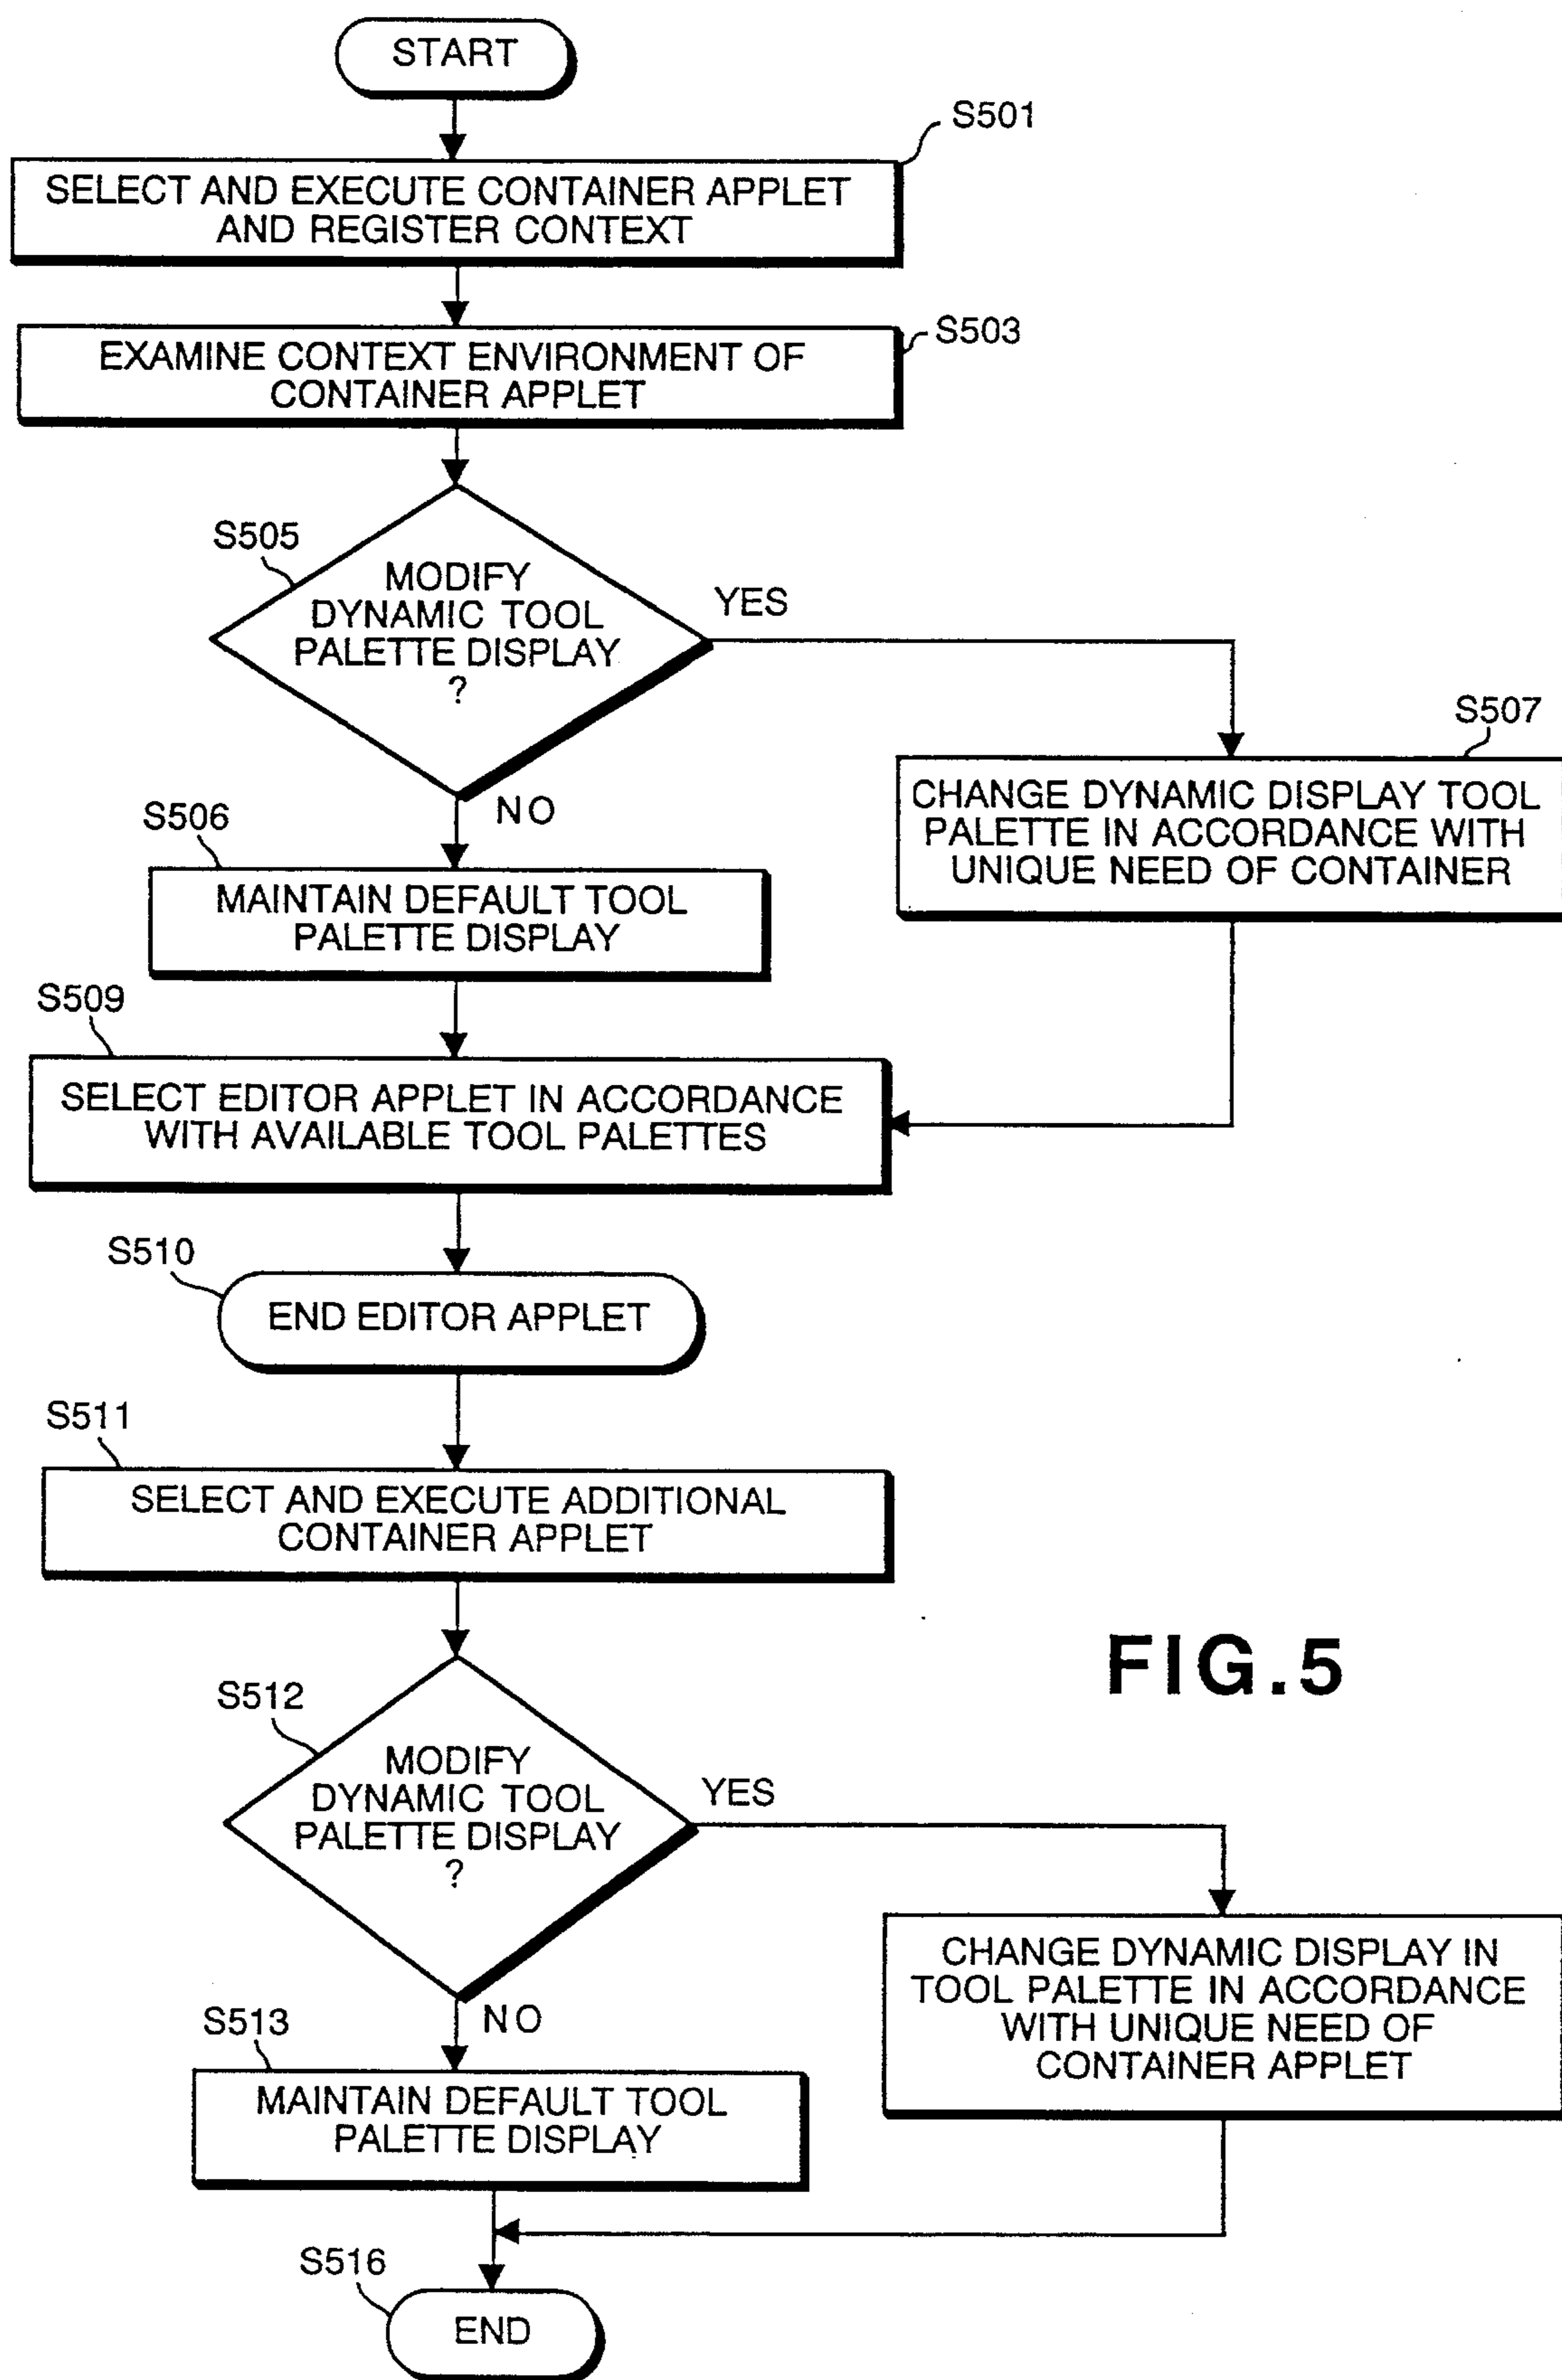 START
S501
SELECT AND EXECUTE CONTAINER APPLET
AND REGISTER CONTEXT
S503
EXAMINE CONTEXT ENVIRONMENT OF
CONTAINER APPLET
S505
MODIFY
DYNAMIC TOOL
PALETTE DISPLAY
?
YES
NO
S507
CHANGE DYNAMIC DISPLAY TOOL
PALETTE IN ACCORDANCE WITH
UNIQUE NEED OF CONTAINER
S506
MAINTAIN DEFAULT TOOL
PALETTE DISPLAY
S509
SELECT EDITOR APPLET IN ACCORDANCE
WITH AVAILABLE TOOL PALETTES
S510
END EDITOR APPLET
S511
SELECT AND EXECUTE ADDITIONAL
CONTAINER APPLET
FIG.5
S512
MODIFY
DYNAMIC TOOL
PALETTE DISPLAY
?
YES
NO
CHANGE DYNAMIC DISPLAY IN
TOOL PALETTE IN ACCORDANCE
WITH UNIQUE NEED OF
CONTAINER APPLET
S513
MAINTAIN DEFAULT TOOL
PALETTE DISPLAY
S516
END